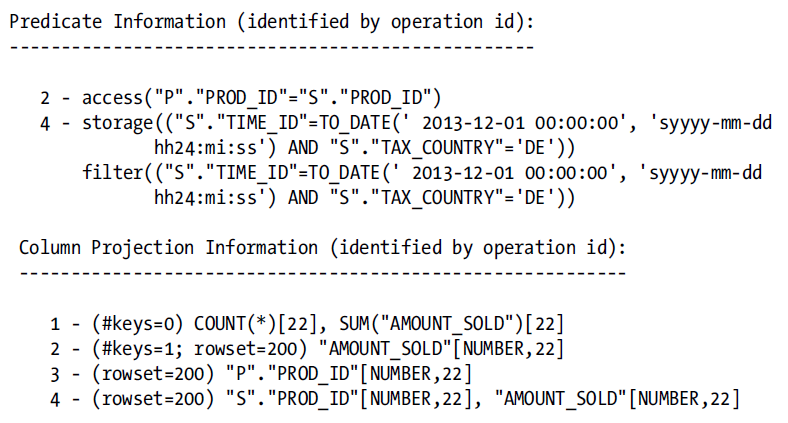 Predicate Information (identified by operation id):
---------------------------------------------------
2 - access("P"."PROD_ID"="S"."PROD_ID")
4 - storage(("S"."TIME_ID"=TO_DATE(' 2013-12-01 00:00:00', 'syyyy-mm-dd
hh24:mi:ss') AND "S"."TAX_COUNTRY"='DE'))
filter(("S"."TIME_ID"=TO_DATE(' 2013-12-01 00:00:00', 'syyyy-mm-dd
hh24:mi:ss') AND "S"."TAX_COUNTRY"='DE'))
Column Projection Information (identified by operation id):
-----------------------------------------------------------
1 - (#keys=0) COUNT(*)[22], SUM("AMOUNT_SOLD")[22]
2 - (#keys=1; rowset=200) "AMOUNT_SOLD"[NUMBER,22]
3 - (rowset=200) "P"."PROD_ID"[NUMBER,22]
4 - (rowset=200) "S"."PROD_ID"[NUMBER,22], "AMOUNT_SOLD"[NUMBER,22]